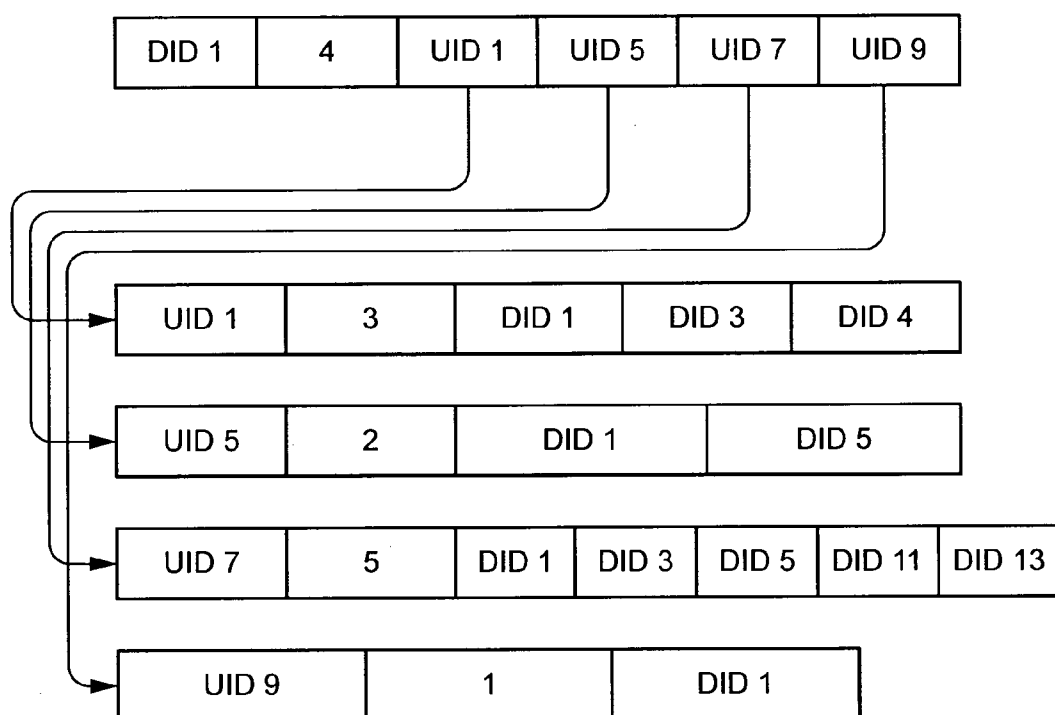 DID 1 4 UID 1 UID 5 UID 7 UID 9
UID 1 3 DID 1 DID 3 DID 4
UID 5 2 DID 1 DID 5
UID 7 5 DID 1 DID 3 DID 5 DID 11 DID 13
UID 9 1 DID 1